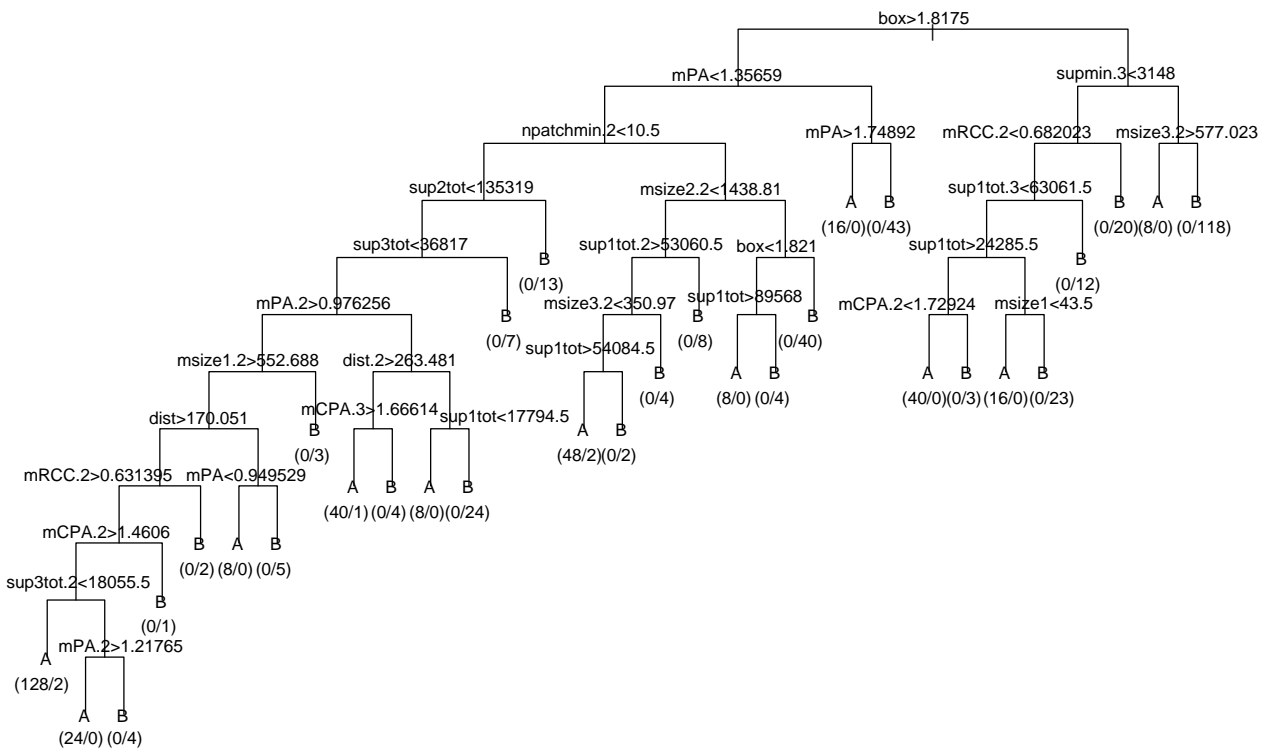 box>1.8175
mPA<1.35659
supmin.3<3148
npatchmin.2<10.5
mPA>1.74892
mRCC.2<0.682023
msize3.2>577.023
sup2tot<135319
msize2.2<1438.81
A
B
sup1tot.3<63061.5
B
A
B
(16/0)
(0/43)
(0/20)
(8/0)
(0/118)
sup3tot<36817
B
sup1tot.2>53060.5
box<1.821
sup1tot>24285.5
B
(0/13)
(0/12)
mPA.2>0.976256
B
msize3.2<350.97
B
sup1tot>89568
B
mCPA.2<1.72924
msize1<43.5
(0/7)
(0/8)
(0/40)
msize1.2>552.688
dist.2>263.481
sup1tot>54084.5
B
A
B
A
B
A
B
(0/4)
(8/0)
(0/4)
(40/0)
(0/3)
(16/0)
(0/23)
dist>170.051
B
mCPA.3>1.66614
sup1tot<17794.5
A
B
(0/3)
(48/2)
(0/2)
mRCC.2>0.631395
mPA<0.949529
A
B
A
B
(40/1)
(0/4)
(8/0)
(0/24)
mCPA.2>1.4606
B
A
B
(0/2)
(8/0)
(0/5)
sup3tot.2<18055.5
B
(0/1)
A
mPA.2>1.21765
(128/2)
A
B
(24/0)
(0/4)